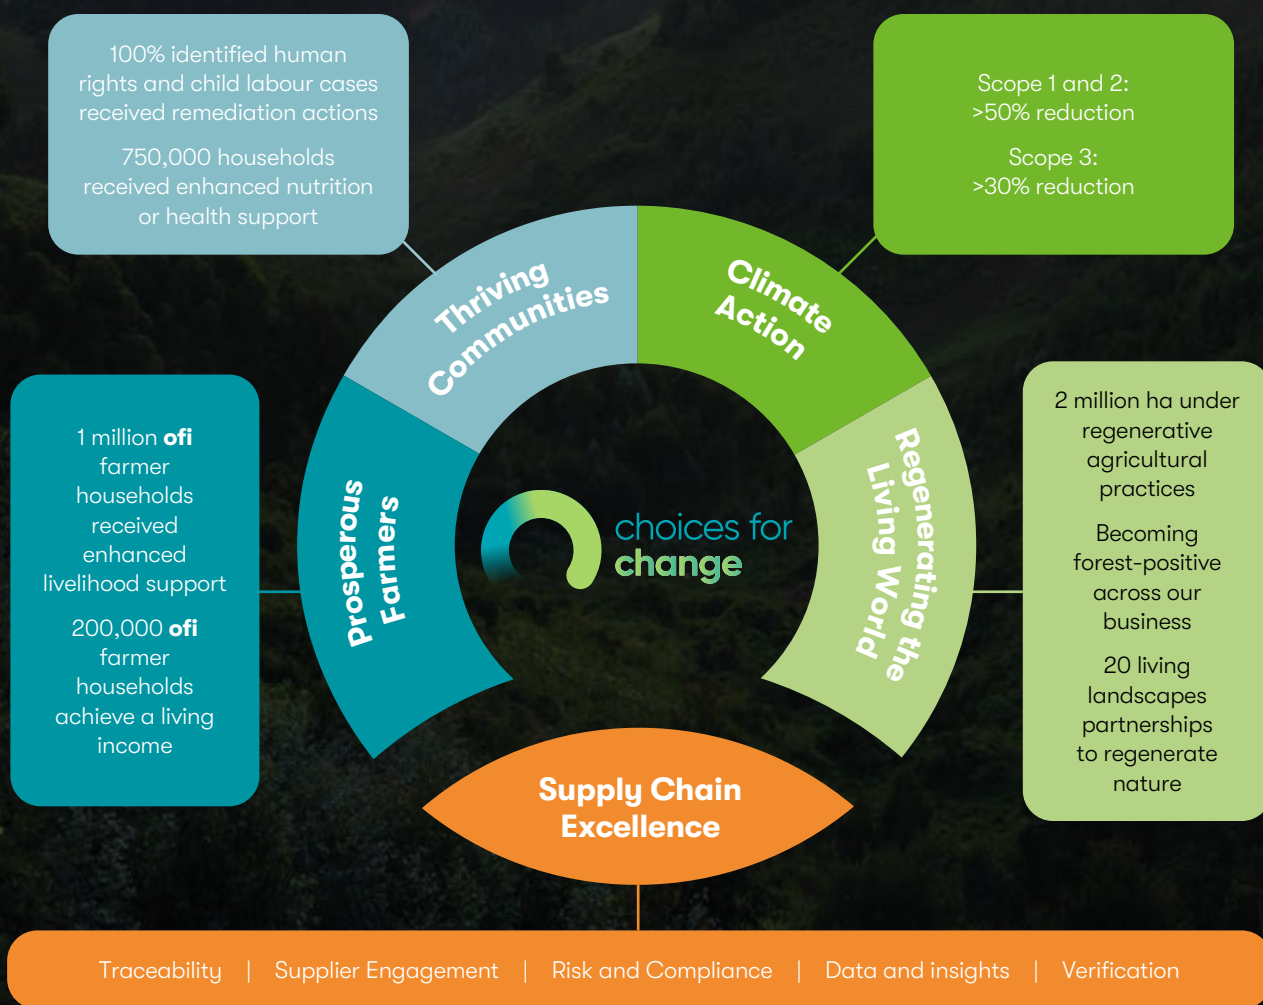 100% identified human
rights and child labour cases
received remediation actions
750,000 households
received enhanced nutrition
or health support
Scope 1 and 2:
>50% reduction
Scope 3:
>30% reduction
Thriving
Communities
Climate
Action
1 million ofi
farmer
households
received
enhanced
livelihood support
200,000 ofi
farmer
households
achieve a living
income
Prosperous
Farmers
choices for
change
Regenerating the
Living World
2 million ha under
regenerative
agricultural
practices
Becoming
forest-positive
across our
business
20 living
landscapes
partnerships
to regenerate
nature
Supply Chain
Excellence
Traceability | Supplier Engagement | Risk and Compliance | Data and insights | Verification